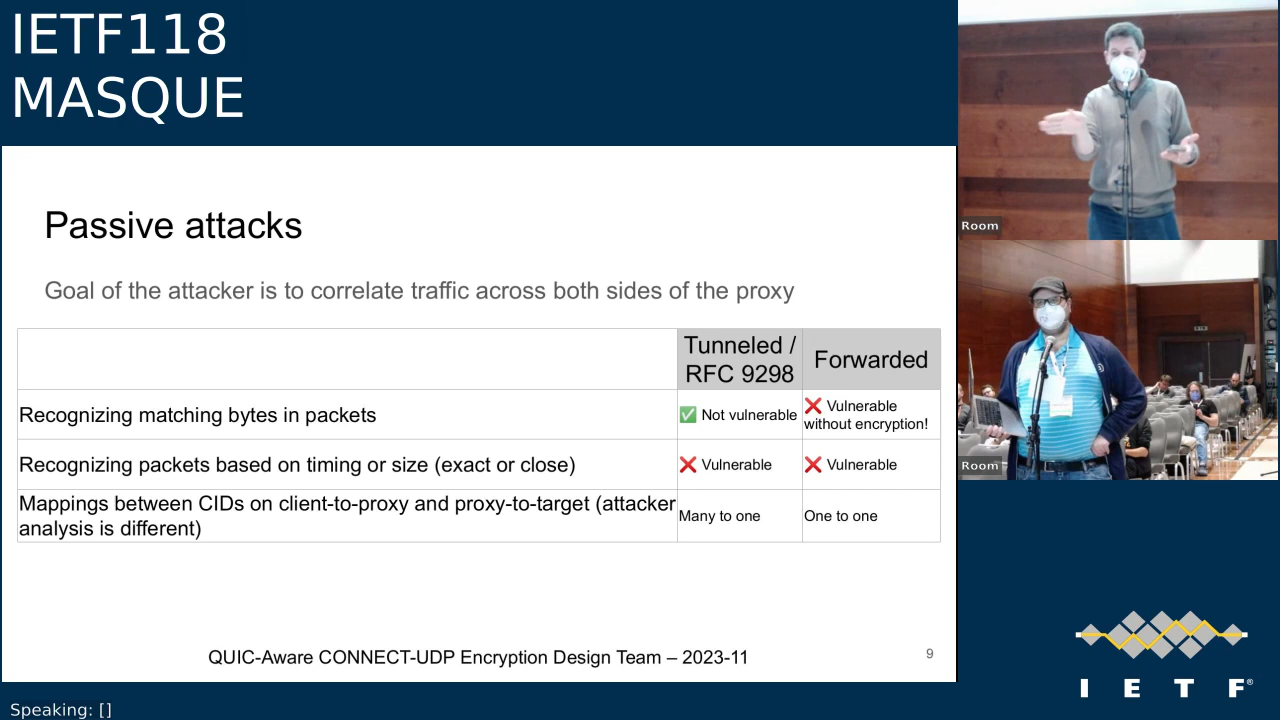 IETF118
MASQUE
Passive attacks
Goal of the attacker is to correlate traffic across both sides of the proxy
Tunneled /
RFC 9298
Forwarded
Recognizing matching bytes in packets
✅ Not vulnerable
❌ Vulnerable
without encryption!
Recognizing packets based on timing or size (exact or close)
❌ Vulnerable
❌ Vulnerable
Mappings between CIDs on client-to-proxy and proxy-to-target (attacker
analysis is different)
Many to one
One to one
QUIC-Aware CONNECT-UDP Encryption Design Team – 2023-11
9
Room
Room
I E T F®
Speaking: []